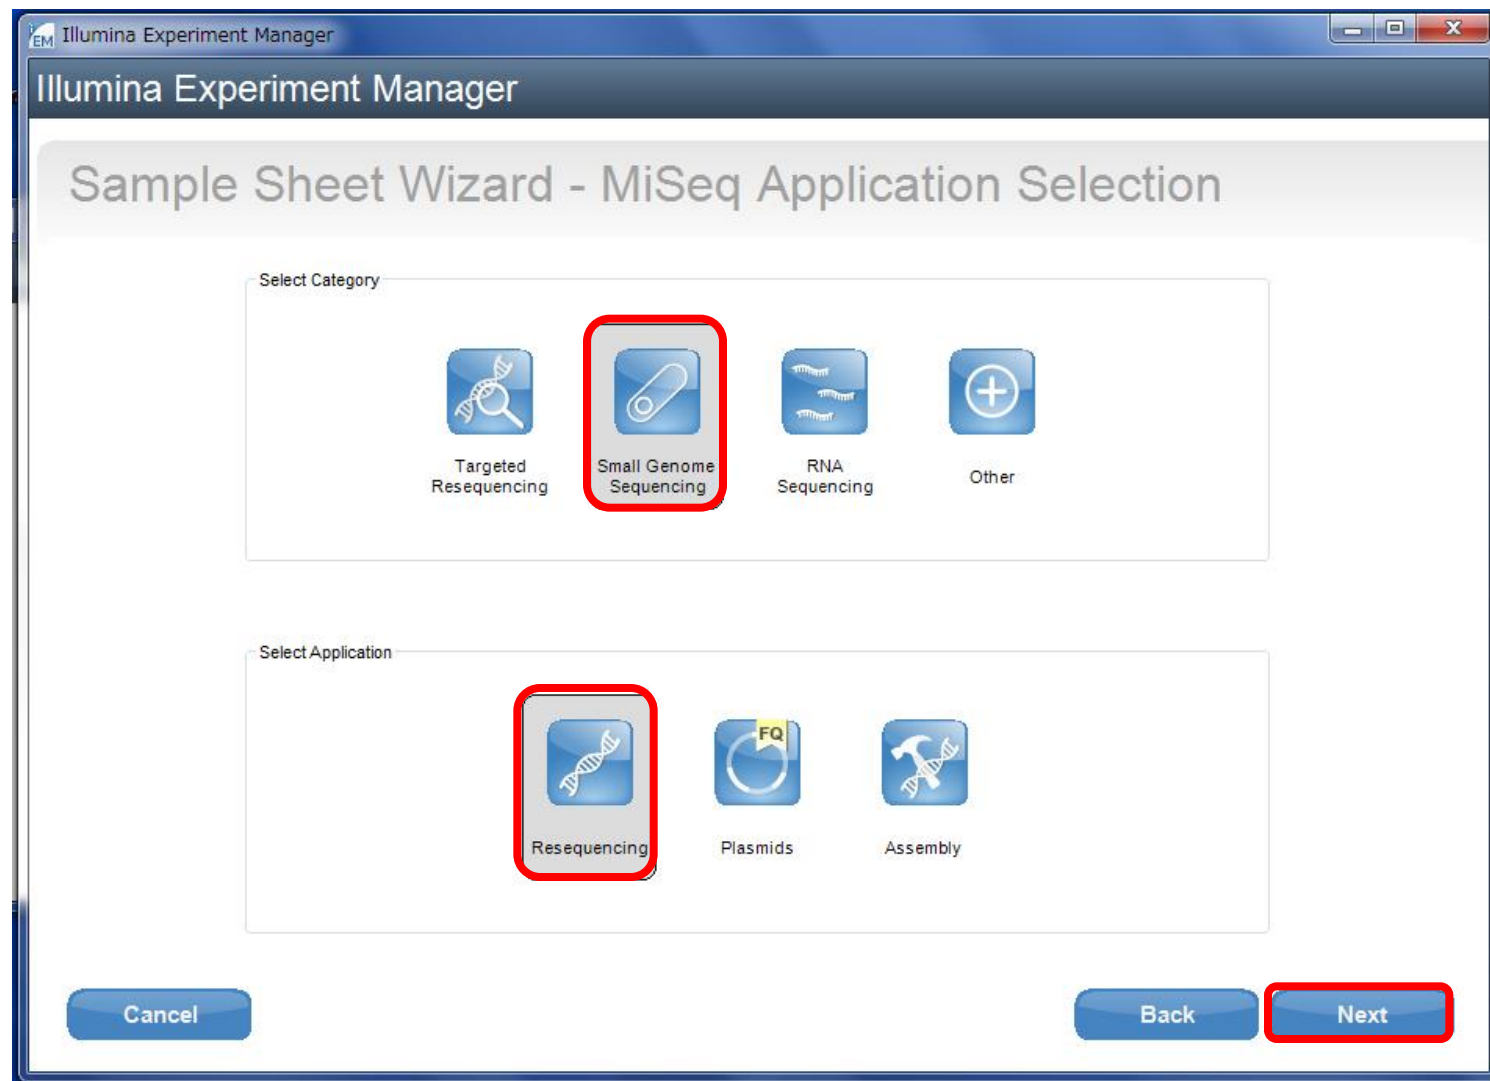 EM Illumina Experiment Manager
Illumina Experiment Manager
Sample Sheet Wizard - MiSeq Application Selection
Select Category
Targeted
Resequencing
Small Genome
Sequencing
RNA
Sequencing
Other
Select Application
FQ
Resequencing
Plasmids
Assembly
Cancel
Back
Next